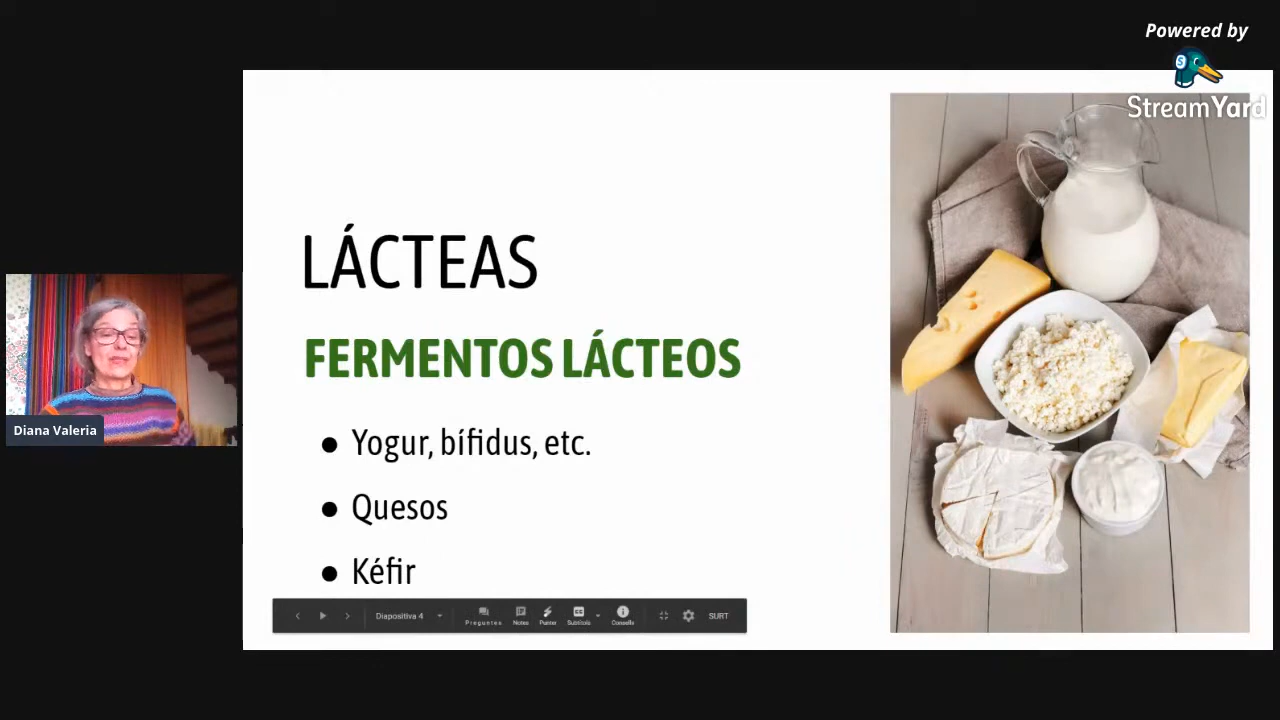 Powered by
StreamYard
LÁCTEAS
FERMENTOS LÁCTEOS
● Yogur, bífidus, etc.
● Quesos
● Kéfir
Diana Valeria
Diapositiva 4
Preguntes
Notes
Punter
Subtítols
Consells
SURT